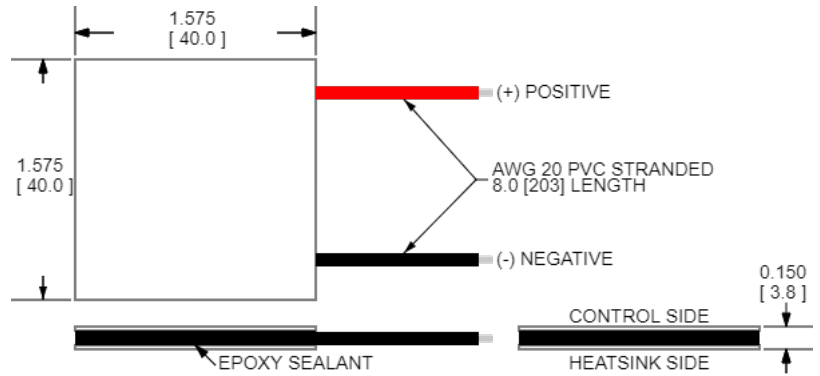 1.575
[ 40.0 ]
(+) POSITIVE
1.575
[ 40.0 ]
AWG 20 PVC STRANDED
8.0 [203] LENGTH
(-) NEGATIVE
0.150
[ 3.8 ]
CONTROL SIDE
EPOXY SEALANT
HEATSINK SIDE